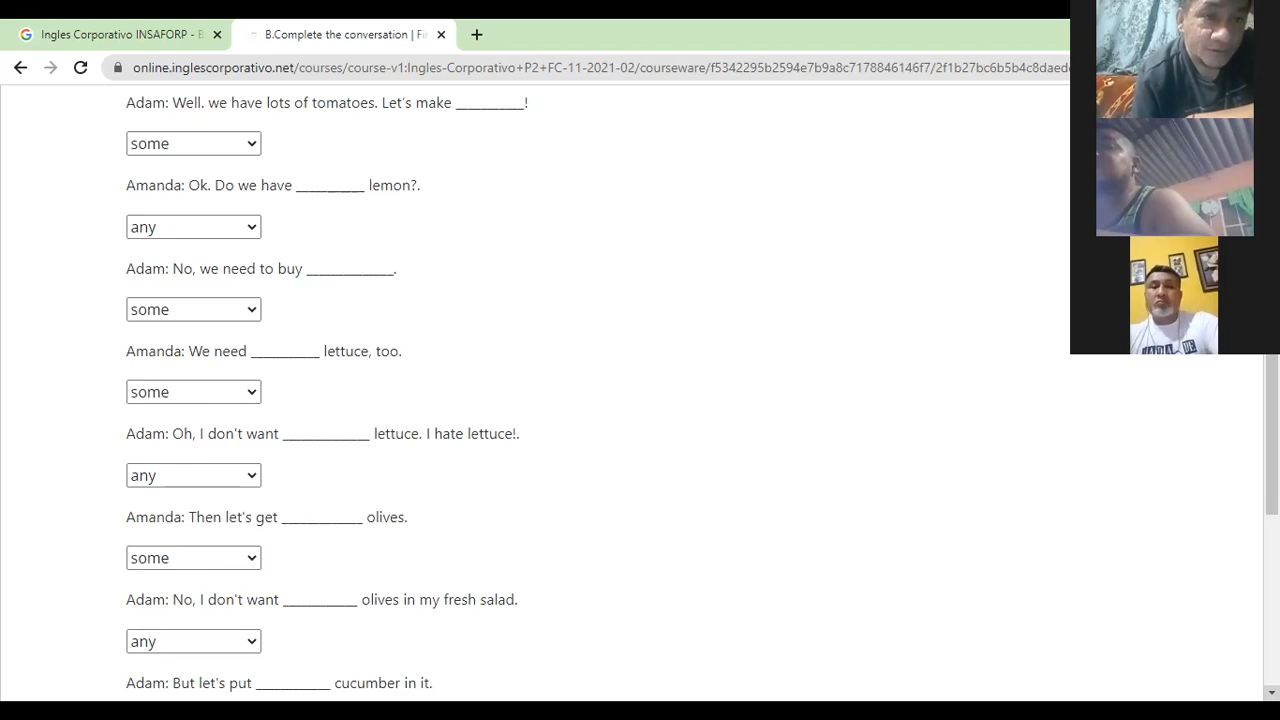 Ingles Corporativo INSAFORP - B
B.Complete the conversation | Fi
online.inglescorporativo.net/courses/course-v1:Ingles-Corporativo+P2+FC-11-2021-02/courseware/f5342295b2594e7b9a8c7178846146f7/2f1b27bc6b5b4c8daed
Adam: Well. we have lots of tomatoes. Let's make __________!
some
Amanda: Ok. Do we have __________ lemon?.
any
Adam: No, we need to buy _____________.
some
Amanda: We need __________ lettuce, too.
some
Adam: Oh, I don't want _____________ lettuce. I hate lettuce!.
any
Amanda: Then let's get ____________ olives.
some
Adam: No, I don't want ___________ olives in my fresh salad.
any
Adam: But let's put ___________ cucumber in it.